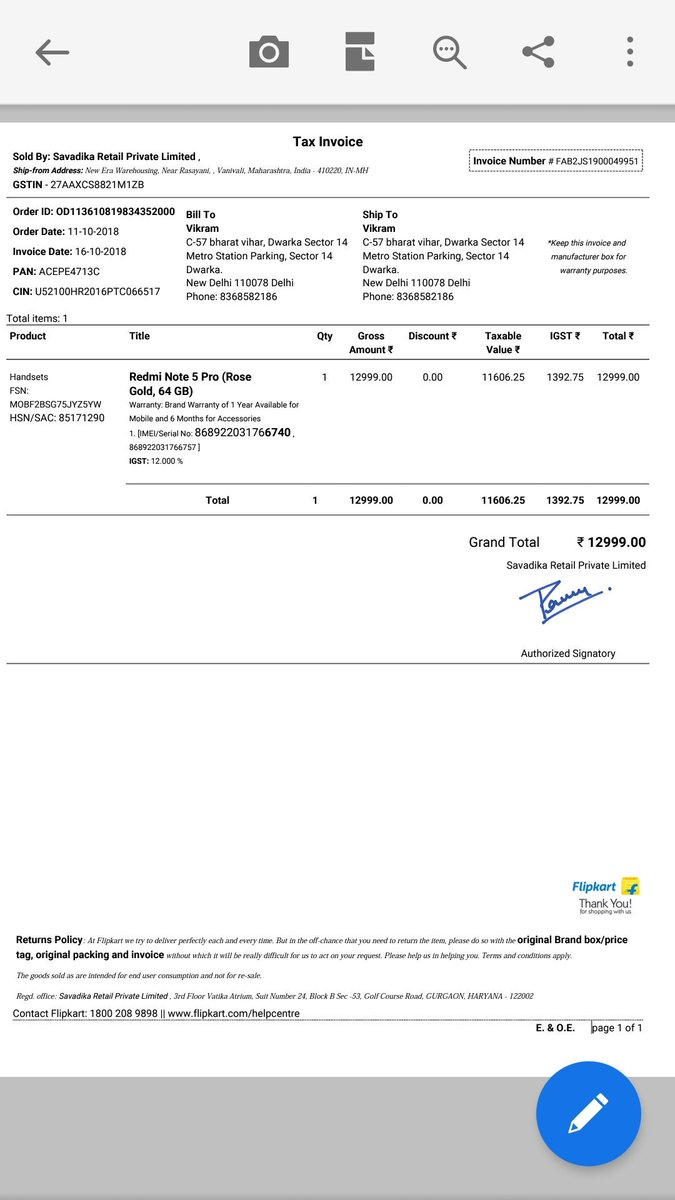 Tax Invoice
Sold By: Savadika Retail Private Limited ,
Invoice Number # FAB2JS1900049951
Ship-from Address: New Era Warehousing, Near Rasayani, , Vanivali, Maharashtra, India - 410220, IN-MH
GSTIN - 27AAXCS8821M1ZB
Order ID: OD113610819834352000
Order Date: 11-10-2018
Invoice Date: 16-10-2018
PAN: ACEPE4713C
CIN: U52100HR2016PTC066517
Bill To
Vikram
C-57 bharat vihar, Dwarka Sector 14
Metro Station Parking, Sector 14
Dwarka.
New Delhi 110078 Delhi
Phone: 8368582186
Ship To
Vikram
C-57 bharat vihar, Dwarka Sector 14
Metro Station Parking, Sector 14
Dwarka.
New Delhi 110078 Delhi
Phone: 8368582186
*Keep this invoice and
manufacturer box for
warranty purposes.
Total items: 1
Product Title Qty Gross Amount ₹ Discount ₹ Taxable Value ₹ IGST ₹ Total ₹
Handsets
FSN:
MOBF2BSG75JYZ5YW
HSN/SAC: 85171290
Redmi Note 5 Pro (Rose
Gold, 64 GB)
Warranty: Brand Warranty of 1 Year Available for
Mobile and 6 Months for Accessories
1. [IMEI/Serial No: 868922031766740 ,
868922031766757 ]
IGST: 12.000 %
1 12999.00 0.00 11606.25 1392.75 12999.00
Total 1 12999.00 0.00 11606.25 1392.75 12999.00
Grand Total ₹ 12999.00
Savadika Retail Private Limited
Authorized Signatory
Flipkart
Thank You!
for shopping with us
Returns Policy: At Flipkart we try to deliver perfectly each and every time. But in the off-chance that you need to return the item, please do so with the original Brand box/price
tag, original packing and invoice without which it will be really difficult for us to act on your request. Please help us in helping you. Terms and conditions apply.
The goods sold as are intended for end user consumption and not for re-sale.
Regd. office: Savadika Retail Private Limited , 3rd Floor Vatika Atrium, Suit Number 24, Block B Sec -53, Golf Course Road, GURGAON, HARYANA - 122002
Contact Flipkart: 1800 208 9898 || www.flipkart.com/helpcentre
E. & O.E. page 1 of 1